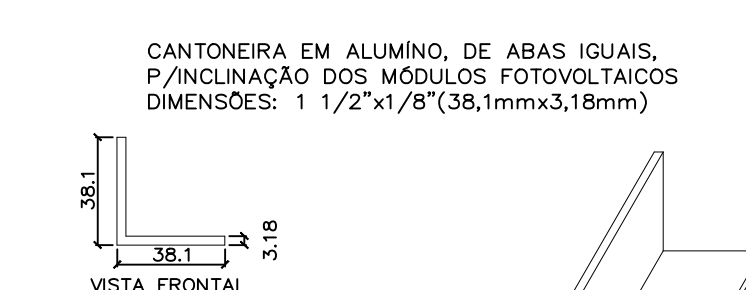 CANTONEIRA EM ALUMÍNO, DE ABAS IGUAIS,
P/INCLINAÇÃO DOS MÓDULOS FOTOVOLTAICOS
DIMENSÕES: 1 1/2"x1/8"(38,1mmx3,18mm)
38.1
3.18
38.1
VISTA FRONTAL